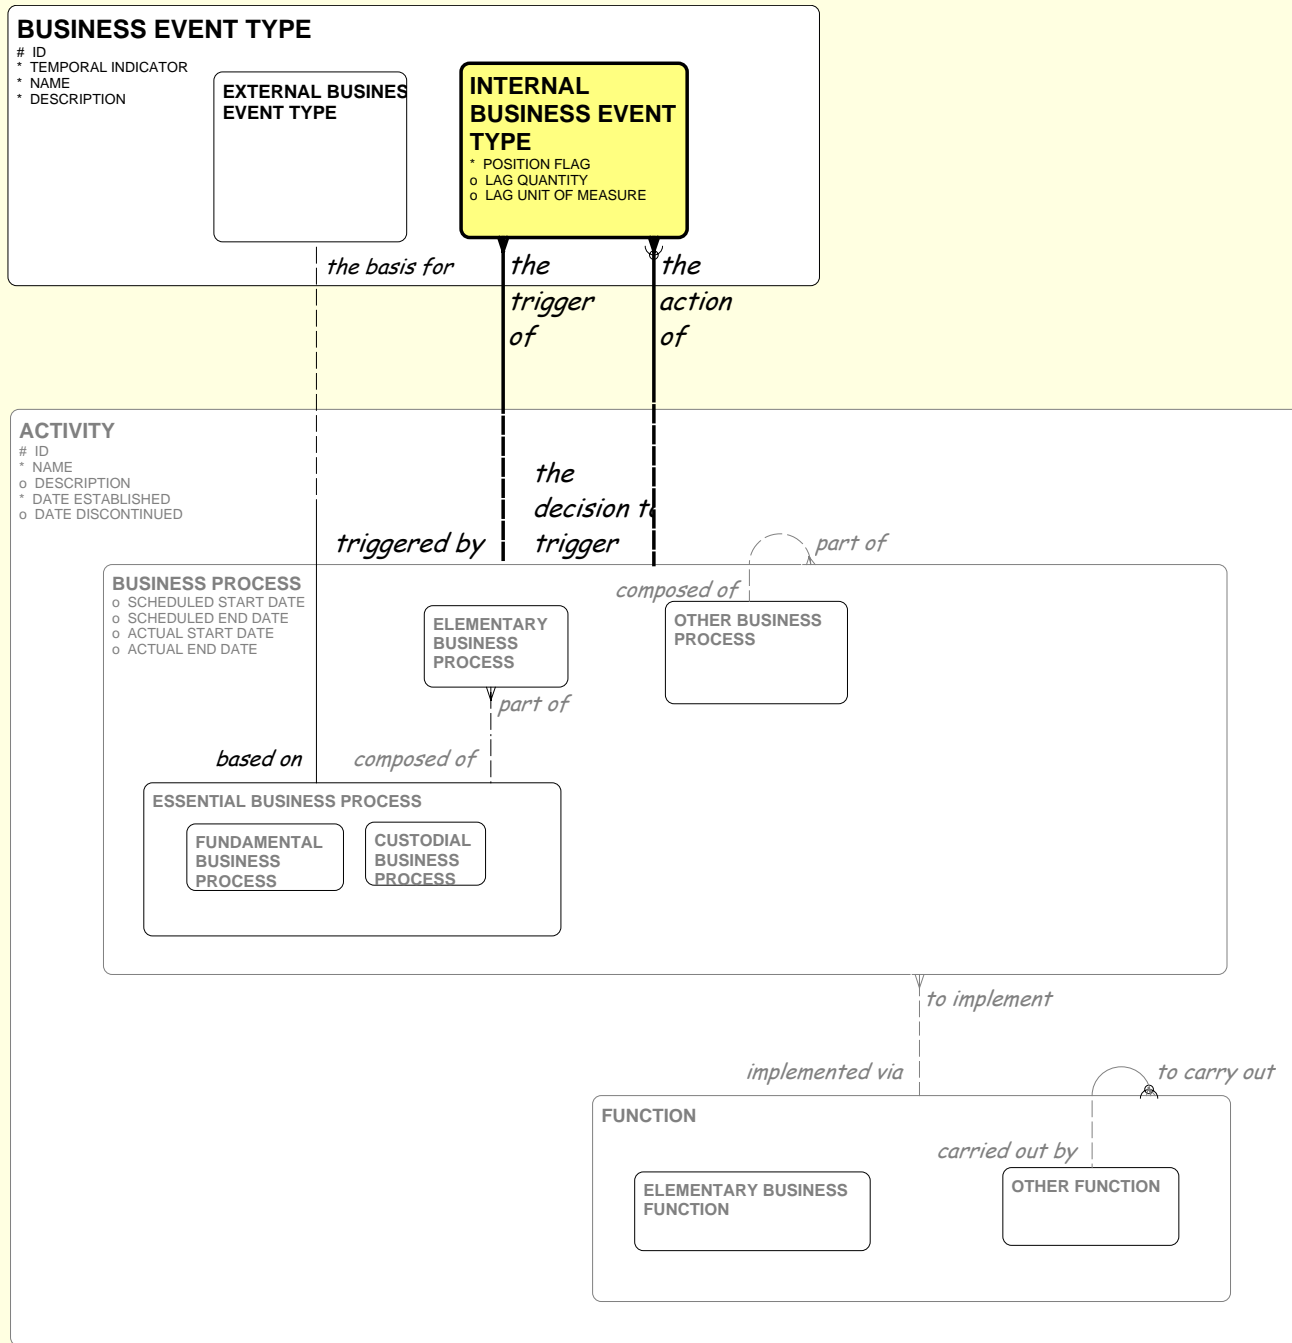 BUSINESS EVENT TYPE
# ID
* TEMPORAL INDICATOR
* NAME
* DESCRIPTION
EXTERNAL BUSINES
EVENT TYPE
INTERNAL
BUSINESS EVENT
TYPE
* POSITION FLAG
o LAG QUANTITY
o LAG UNIT OF MEASURE
the basis for
the
trigger
of
the
action
of
ACTIVITY
# ID
* NAME
o DESCRIPTION
* DATE ESTABLISHED
o DATE DISCONTINUED
triggered by
the
decision to
trigger
part of
composed of
BUSINESS PROCESS
o SCHEDULED START DATE
o SCHEDULED END DATE
o ACTUAL START DATE
o ACTUAL END DATE
ELEMENTARY
BUSINESS
PROCESS
OTHER BUSINESS
PROCESS
part of
based on
composed of
ESSENTIAL BUSINESS PROCESS
FUNDAMENTAL
BUSINESS
PROCESS
CUSTODIAL
BUSINESS
PROCESS
to implement
implemented via
to carry out
FUNCTION
carried out by
ELEMENTARY BUSINESS
FUNCTION
OTHER FUNCTION